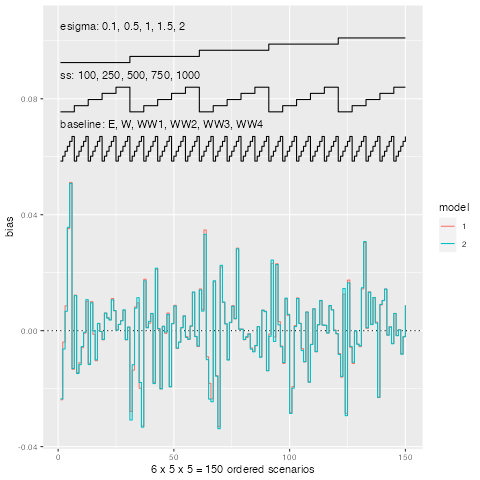 esigma: 0.1, 0.5, 1, 1.5, 2
ss: 100, 250, 500, 750, 1000
baseline: E, W, WW1, WW2, WW3, WW4
0.08
0.04
0.00
-0.04
bias
model
1
2
0
50
100
150
6 x 5 x 5 = 150 ordered scenarios